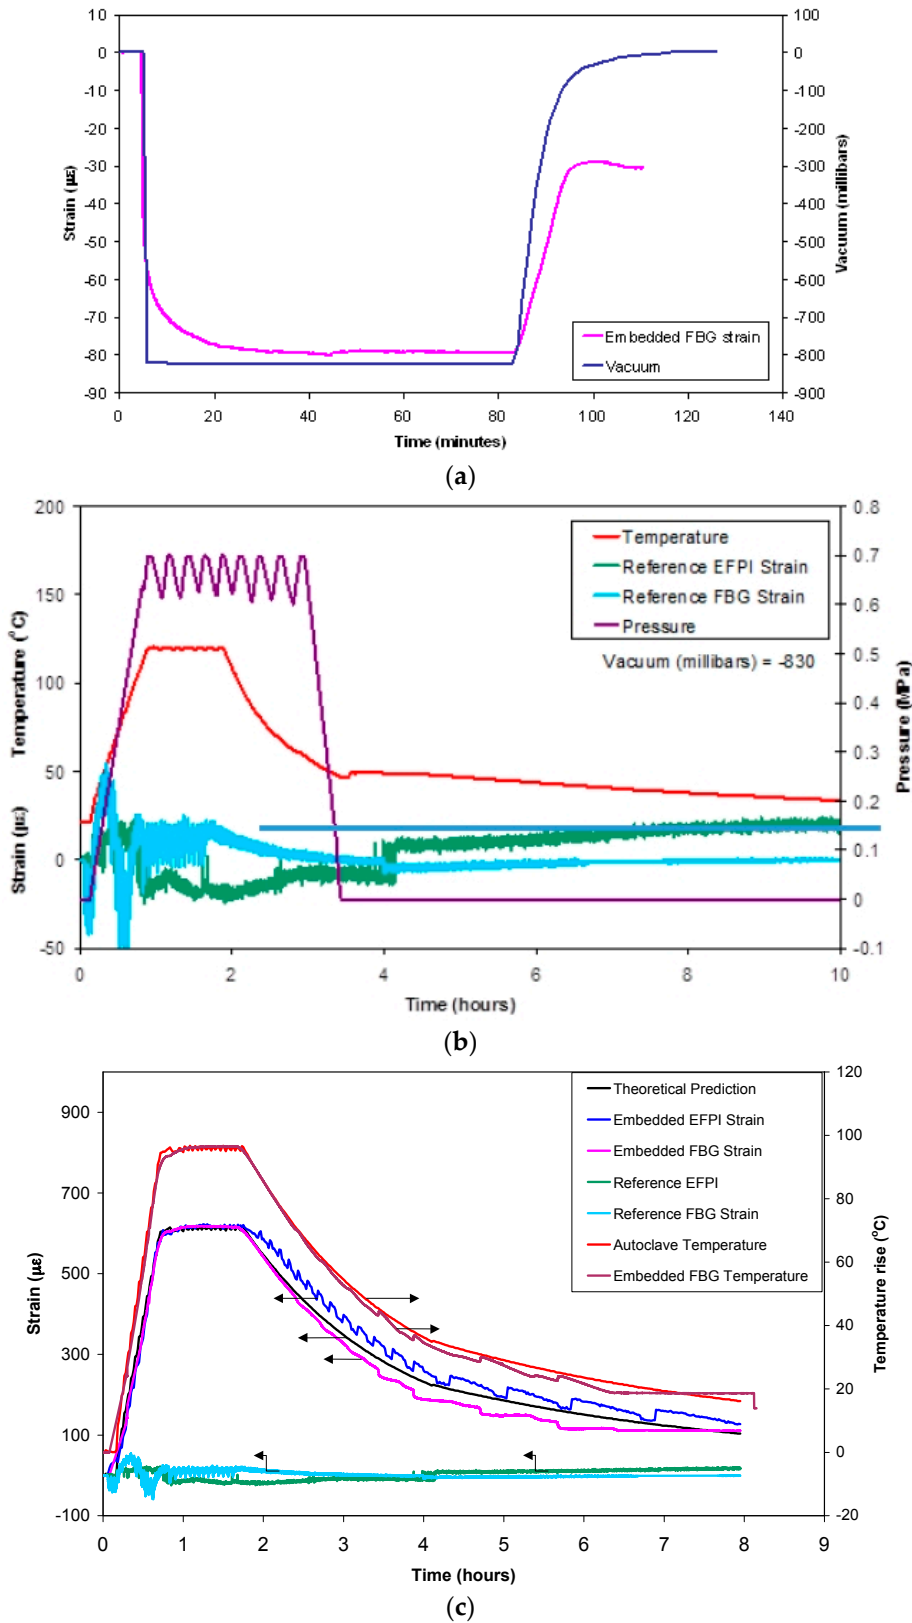 10
0
-10
-20
-30
-40
-50
-60
-70
-80
-90
Strain (µε)
100
0
-100
-200
-300
-400
-500
-600
-700
-800
-900
Vacuum (millibars)
Embedded FBG strain
Vacuum
0 20 40 60 80 100 120 140
Time (minutes)
(a)
200
150
100
50
0
-50
Strain (µε) Temperature (°C)
0.8
0.7
0.6
0.5
0.4
0.3
0.2
0.1
0
-0.1
Pressure (MPa)
Temperature
Reference EFPI Strain
Reference FBG Strain
Pressure
Vacuum (millibars) = -830
0 2 4 6 8 10
Time (hours)
(b)
900
700
500
300
100
-100
Strain (µε)
120
100
80
60
40
20
0
-20
Temperature rise (°C)
Theoretical Prediction
Embedded EFPI Strain
Embedded FBG Strain
Reference EFPI
Reference FBG Strain
Autoclave Temperature
Embedded FBG Temperature
0 1 2 3 4 5 6 7 8 9
Time (hours)
(c)